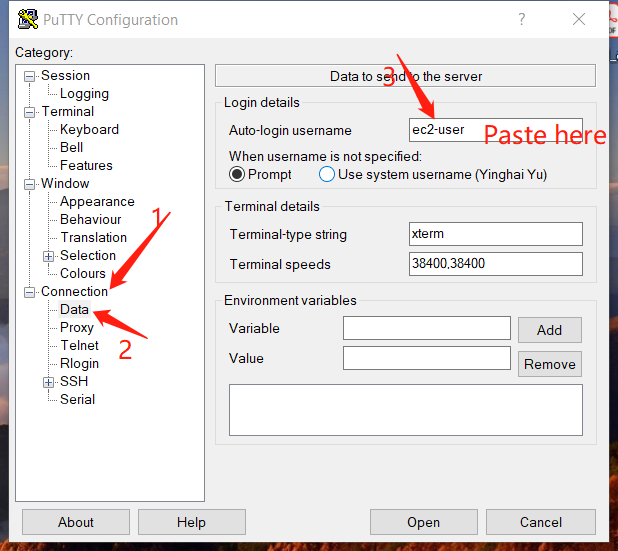 PuTTY Configuration
?
Category:
Session
Logging
Terminal
Keyboard
Bell
Features
Window
Appearance
Behaviour
Translation
Selection
Colours
Connection
Data
Proxy
Telnet
Rlogin
SSH
Serial
1
2
3
Data to send to the server
Login details
Auto-login username
ec2-user
Paste here
When username is not specified:
Prompt
Use system username (Yinghai Yu)
Terminal details
Terminal-type string
xterm
Terminal speeds
38400,38400
Environment variables
Variable
Add
Value
Remove
About
Help
Open
Cancel